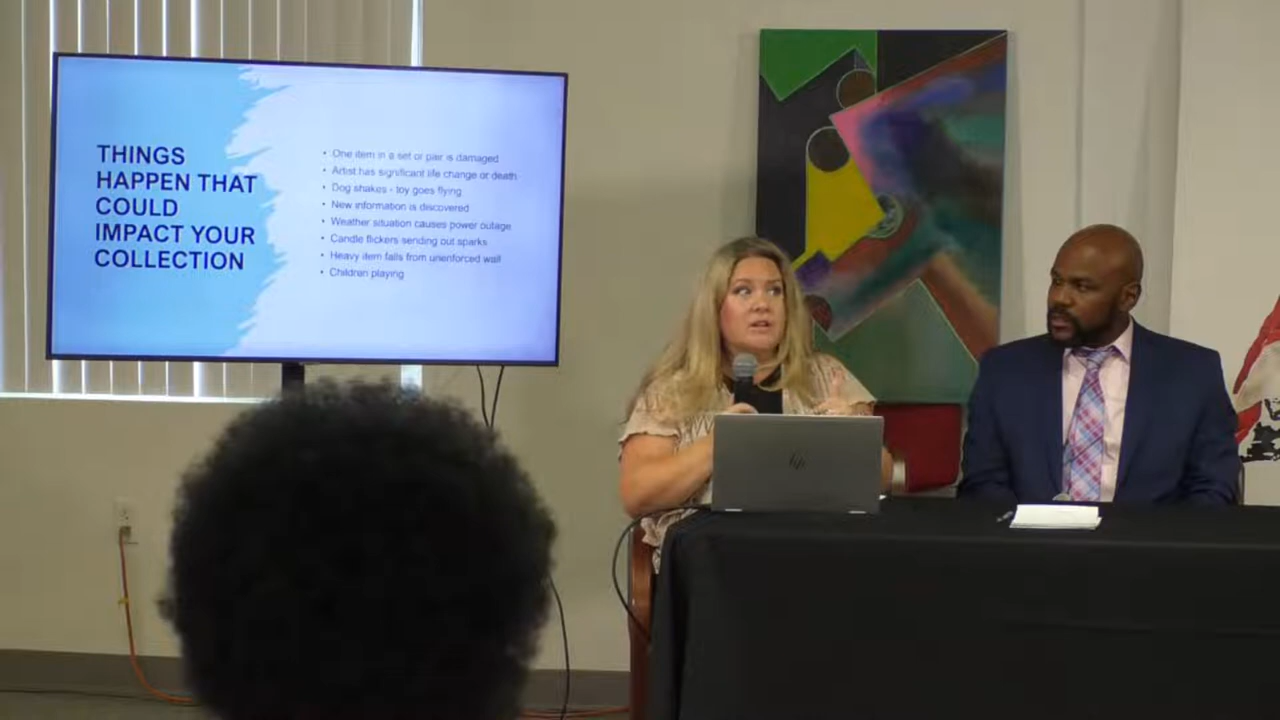 THINGS
HAPPEN THAT
COULD
IMPACT YOUR
COLLECTION
• One item in a set or pair is damaged
• Artist has significant life change or death
• Dog shakes - toy goes flying
• New information is discovered
• Weather situation causes power outage
• Candle flickers sending out sparks
• Heavy item falls from unenforced wall
• Children playing
hp